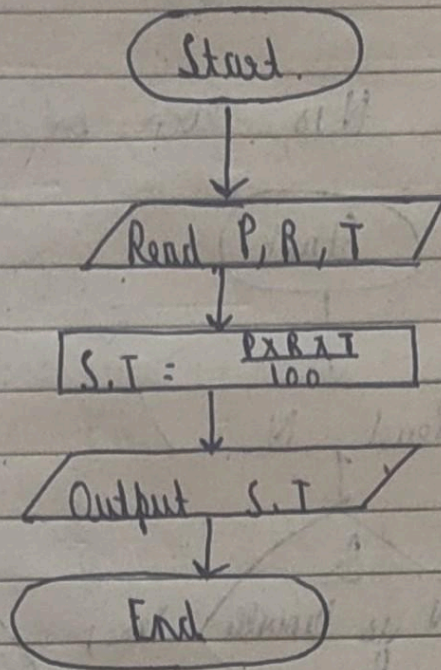 Start.
Read P, R, T
S.I = P X R X T
100
Output S.I
End